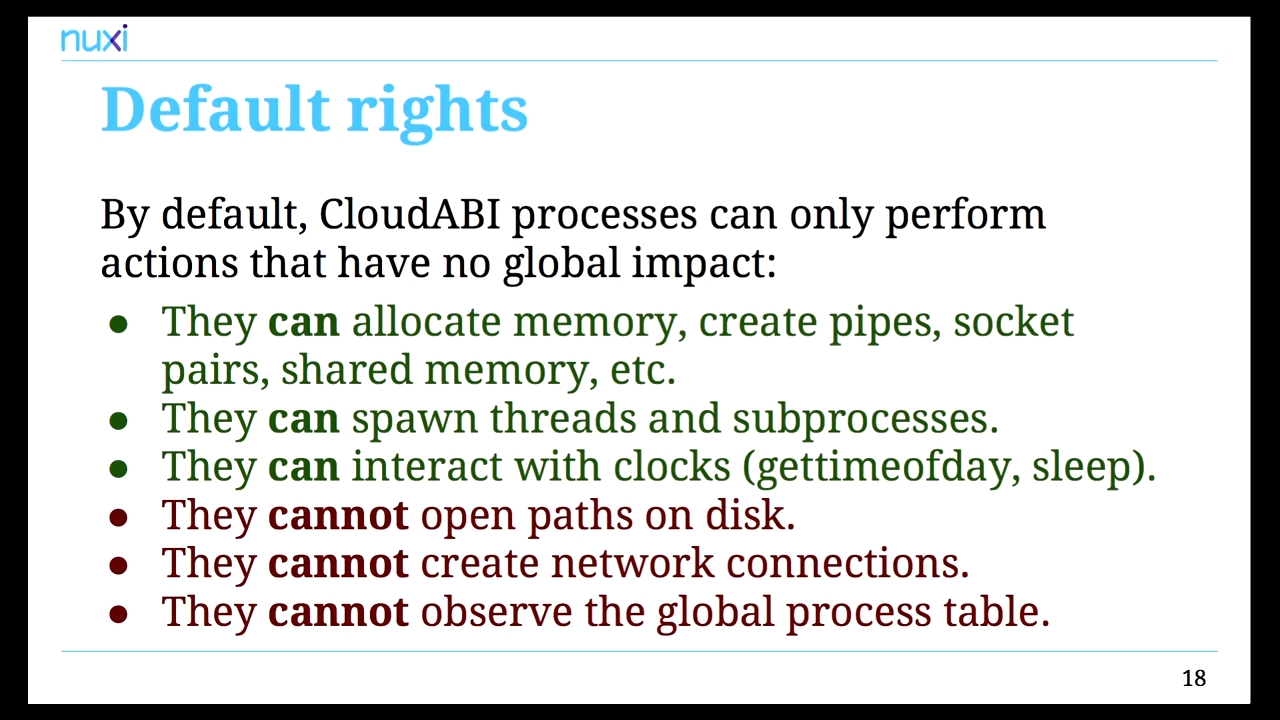 nuxi
Default rights
By default, CloudABI processes can only perform
actions that have no global impact:
● They can allocate memory, create pipes, socket
pairs, shared memory, etc.
● They can spawn threads and subprocesses.
● They can interact with clocks (gettimeofday, sleep).
● They cannot open paths on disk.
● They cannot create network connections.
● They cannot observe the global process table.
18